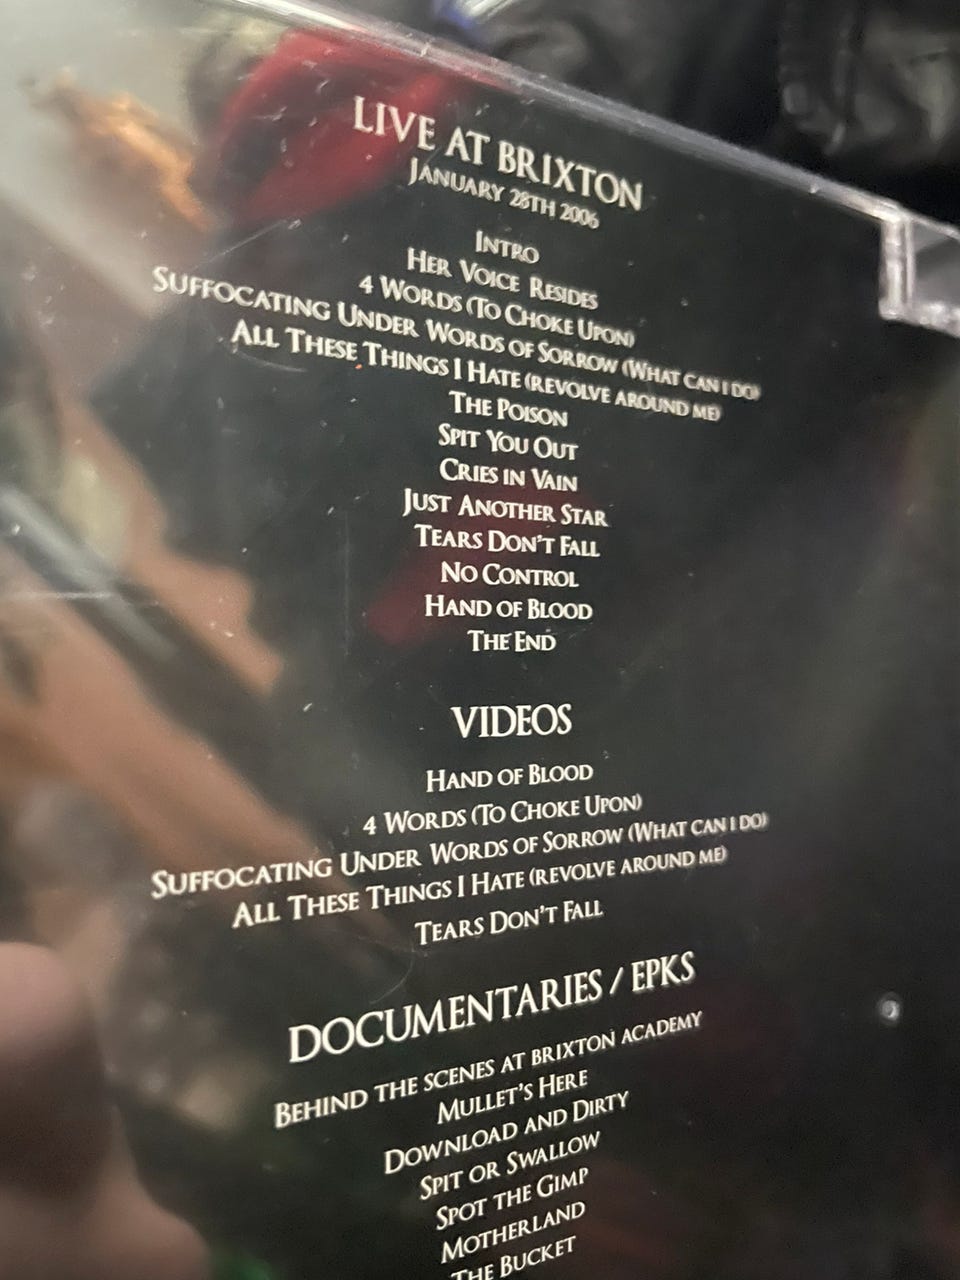 LIVE AT BRIXTON
JANUARY 28TH 2006
INTRO
HER VOICE RESIDES
4 WORDS (TO CHOKE UPON)
SUFFOCATING UNDER WORDS OF SORROW (WHAT CAN I DO)
ALL THESE THINGS I HATE (REVOLVE AROUND ME)
THE POISON
SPIT YOU OUT
CRIES IN VAIN
JUST ANOTHER STAR
TEARS DON'T FALL
NO CONTROL
HAND OF BLOOD
THE END
VIDEOS
HAND OF BLOOD
4 WORDS (TO CHOKE UPON)
SUFFOCATING UNDER WORDS OF SORROW (WHAT CAN I DO)
ALL THESE THINGS I HATE (REVOLVE AROUND ME)
TEARS DON'T FALL
DOCUMENTARIES / EPKS
BEHIND THE SCENES AT BRIXTON ACADEMY
MULLET'S HERE
DOWNLOAD AND DIRTY
SPIT OR SWALLOW
SPOT THE GIMP
MOTHERLAND
THE BUCKET